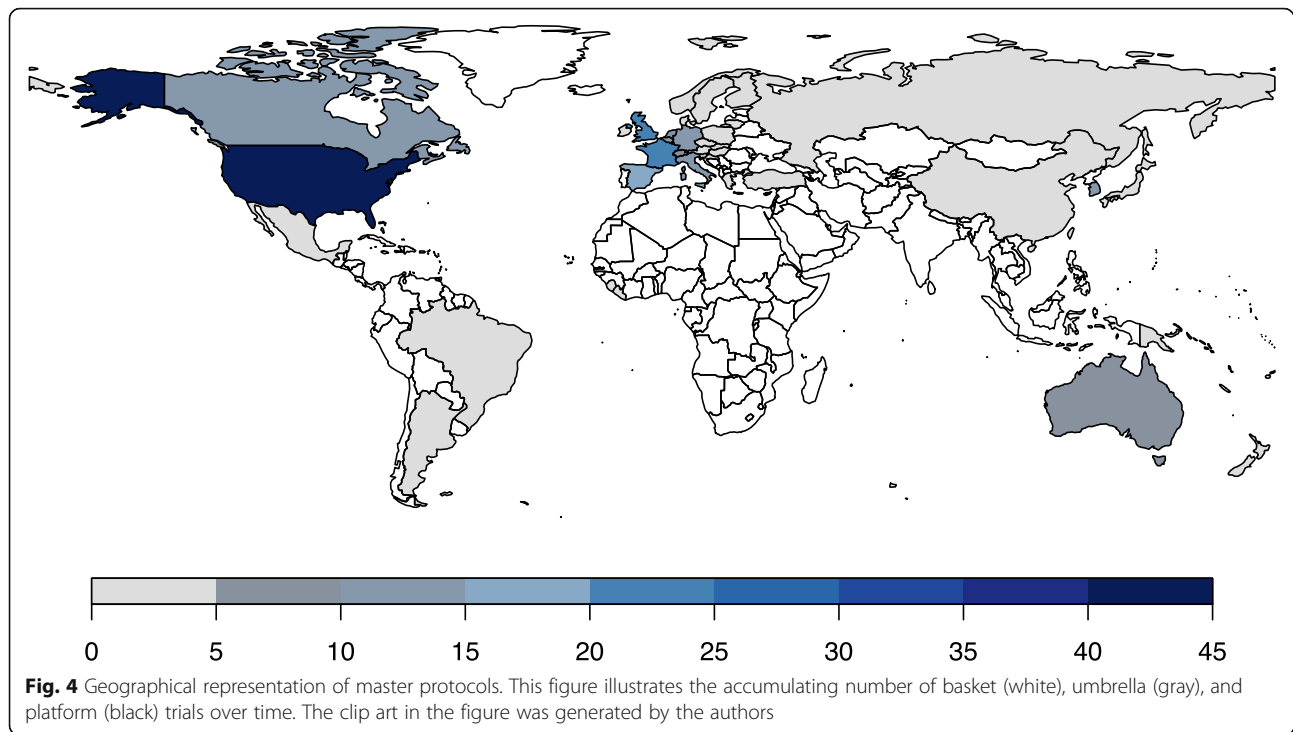 0 5 10 15 20 25 30 35 40 45
Fig. 4 Geographical representation of master protocols. This figure illustrates the accumulating number of basket (white), umbrella (gray), and
platform (black) trials over time. The clip art in the figure was generated by the authors